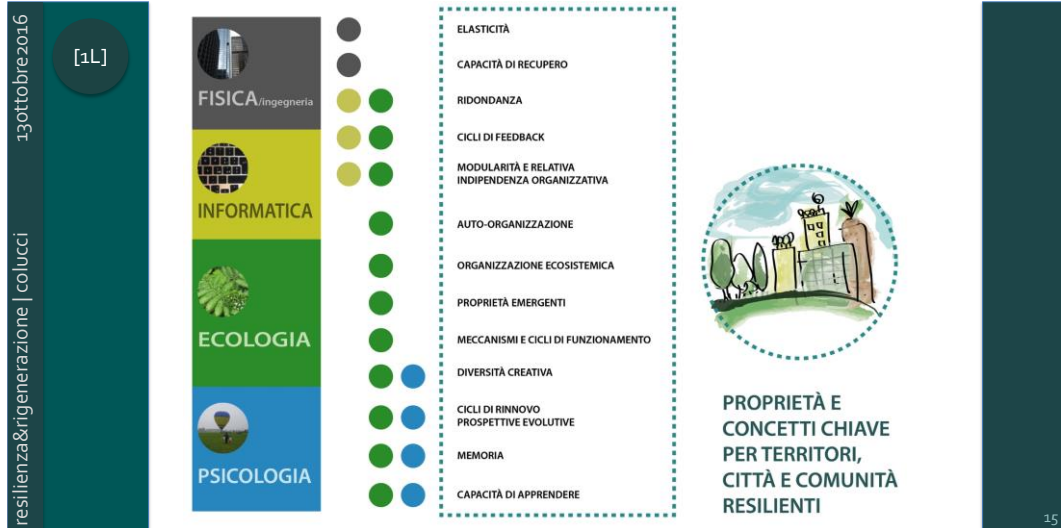 resilienza&rigenerazione | colucci 13ottobre2016
[1L]
FISICA/ingegneria
INFORMATICA
ECOLOGIA
PSICOLOGIA
ELASTICITÀ
CAPACITÀ DI RECUPERO
RIDONDANZA
CICLI DI FEEDBACK
MODULARITÀ E RELATIVA
INDIPENDENZA ORGANIZZATIVA
AUTO-ORGANIZZAZIONE
ORGANIZZAZIONE ECOSISTEMICA
PROPRIETÀ EMERGENTI
MECCANISMI E CICLI DI FUNZIONAMENTO
DIVERSITÀ CREATIVA
CICLI DI RINNOVO
PROSPETTIVE EVOLUTIVE
MEMORIA
CAPACITÀ DI APPRENDERE
PROPRIETÀ E
CONCETTI CHIAVE
PER TERRITORI,
CITTÀ E COMUNITÀ
RESILIENTI
15